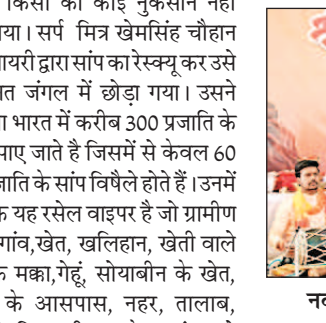 किसी को कोई नुकसान नहीं
या। सर्प मित्र खेमसिंह चौहान
ायरी द्वारा सांप का रेस्क्यू कर उसे
त जंगल में छोड़ा गया। उसने
ा भारत में करीब 300 प्रजाति के
पाए जाते है जिसमें से केवल 60
जाति के सांप विषैले होते हैं।उनमें
क यह रसेल वाइपर है जो ग्रामीण
गांव,खेत, खलिहान, खेती वाले
क मक्का,गेहूं, सोयाबीन के खेत,
के आसपास, नहर, तालाब,